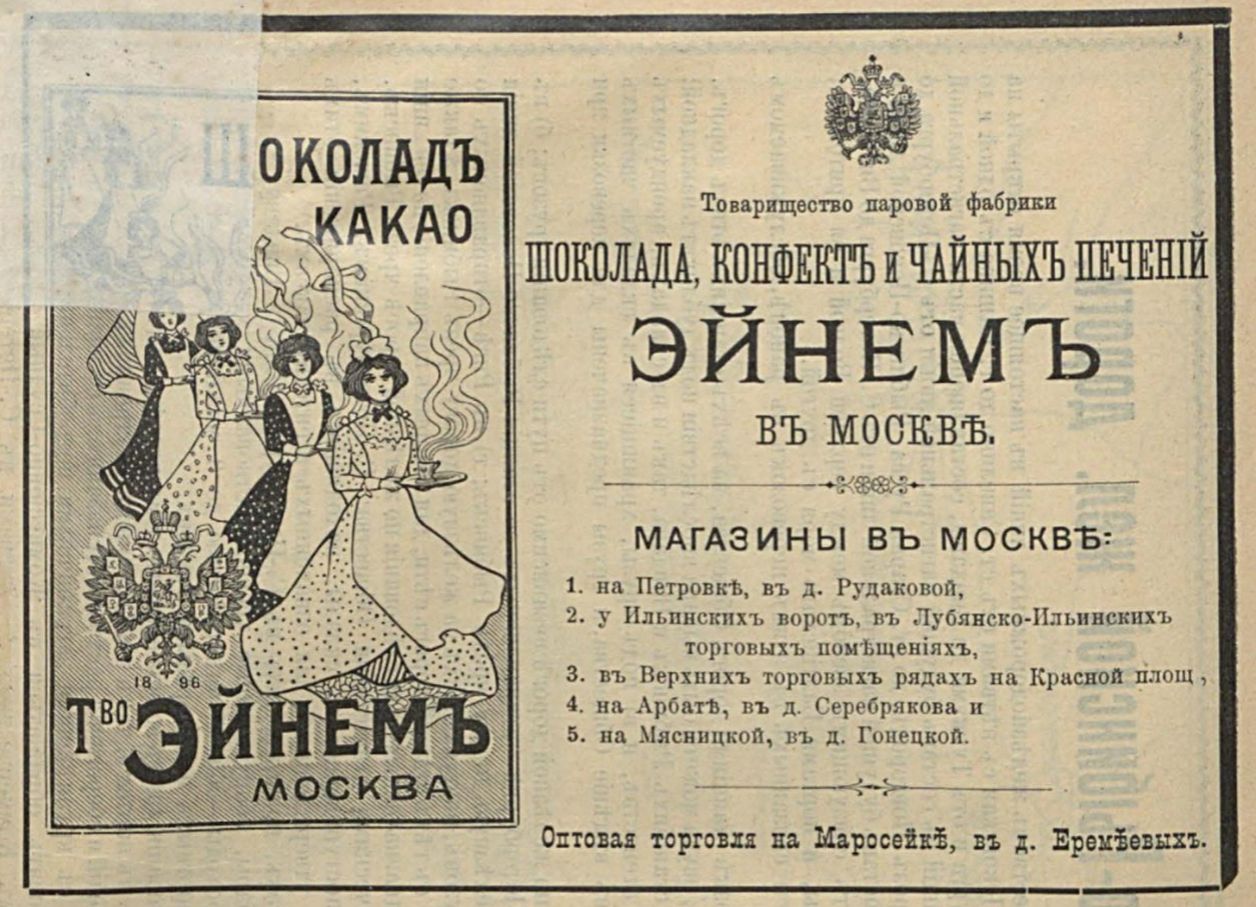 ШОКОЛАДЪ
КАКАО
18 96
Тво ЭЙНЕМЪ
МОСКВА
Товарищество паровой фабрики
ШОКОЛАДА, КОНФЕКТЪ и ЧАЙНЫХЪ ПЕЧЕНІЙ
ЭЙНЕМЪ
ВЪ МОСКВѢ.
МАГАЗИНЫ ВЪ МОСКВѢ:
1. на Петровкѣ, въ д. Рудаковой,
2. у Ильинскихъ воротъ, въ Лубянско-Ильинскихъ
торговыхъ помѣщеніяхъ,
3. въ Верхнихъ торговыхъ рядахъ на Красной площ,
4. на Арбатѣ, въ д. Серебрякова и
5. на Мясницкой, въ д. Гонецкой.
Оптовая торговля на Маросейкѣ, въ д. Еремѣевыхъ.